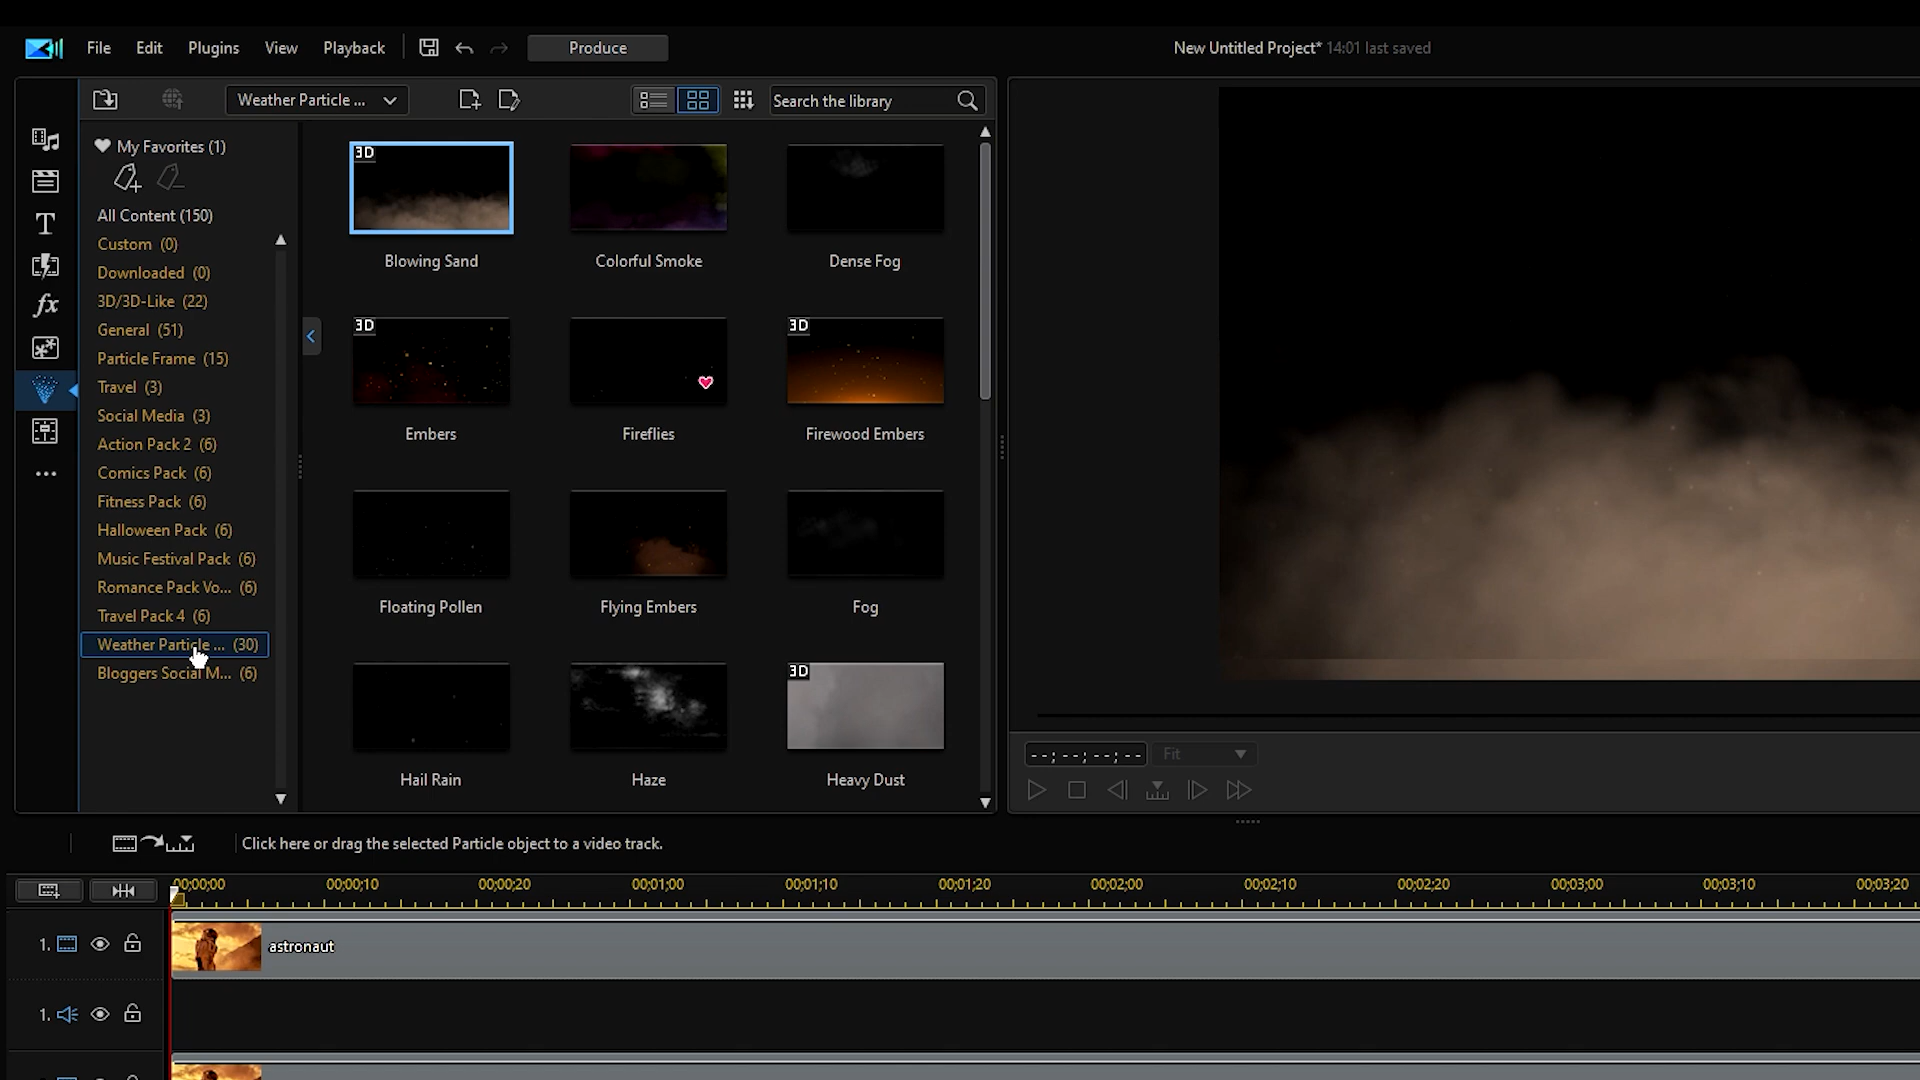 File Edit Plugins View Playback Produce New Untitled Project* 14:01 last saved
Weather Particle ... Search the library
My Favorites (1)
All Content (150)
Custom (0)
Downloaded (0)
3D/3D-Like (22)
General (51)
Particle Frame (15)
Travel (3)
Social Media (3)
Action Pack 2 (6)
Comics Pack (6)
Fitness Pack (6)
Halloween Pack (6)
Music Festival Pack (6)
Romance Pack Vo... (6)
Travel Pack 4 (6)
Weather Particle ... (30)
Bloggers Social M... (6)
3D
Blowing Sand Colorful Smoke Dense Fog
3D 3D
Embers Fireflies Firewood Embers
Floating Pollen Flying Embers Fog
3D
Hail Rain Haze Heavy Dust
--;--;--;-- Fit
Click here or drag the selected Particle object to a video track.
00;00;00 00;00;10 00;00;20 00;01;00 00;01;10 00;01;20 00;02;00 00;02;10 00;02;20 00;03;00 00;03;10 00;03;20
1. astronaut
1.